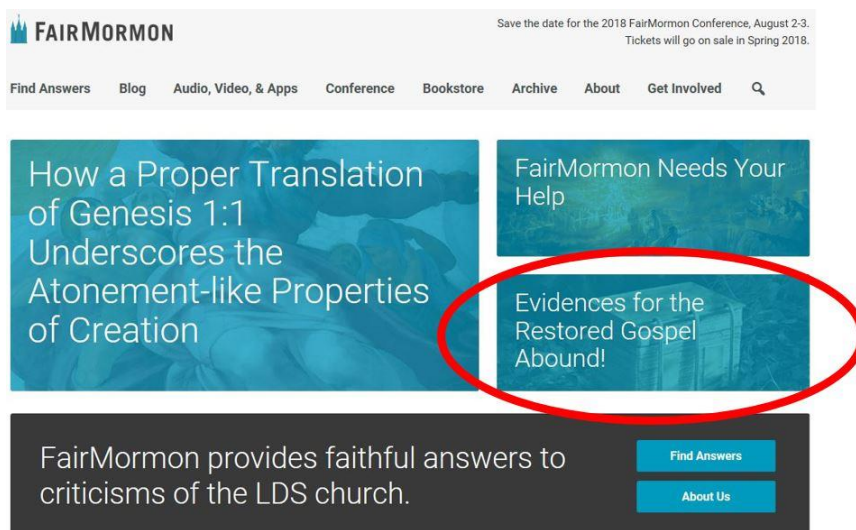 FAIRMORMON
Save the date for the 2018 FairMormon Conference, August 2-3.
Tickets will go on sale in Spring 2018.
Find Answers Blog Audio, Video, & Apps Conference Bookstore Archive About Get Involved
How a Proper Translation
of Genesis 1:1
Underscores the
Atonement-like Properties
of Creation
FairMormon Needs Your
Help
Evidences for the
Restored Gospel
Abound!
FairMormon provides faithful answers to
criticisms of the LDS church.
Find Answers
About Us